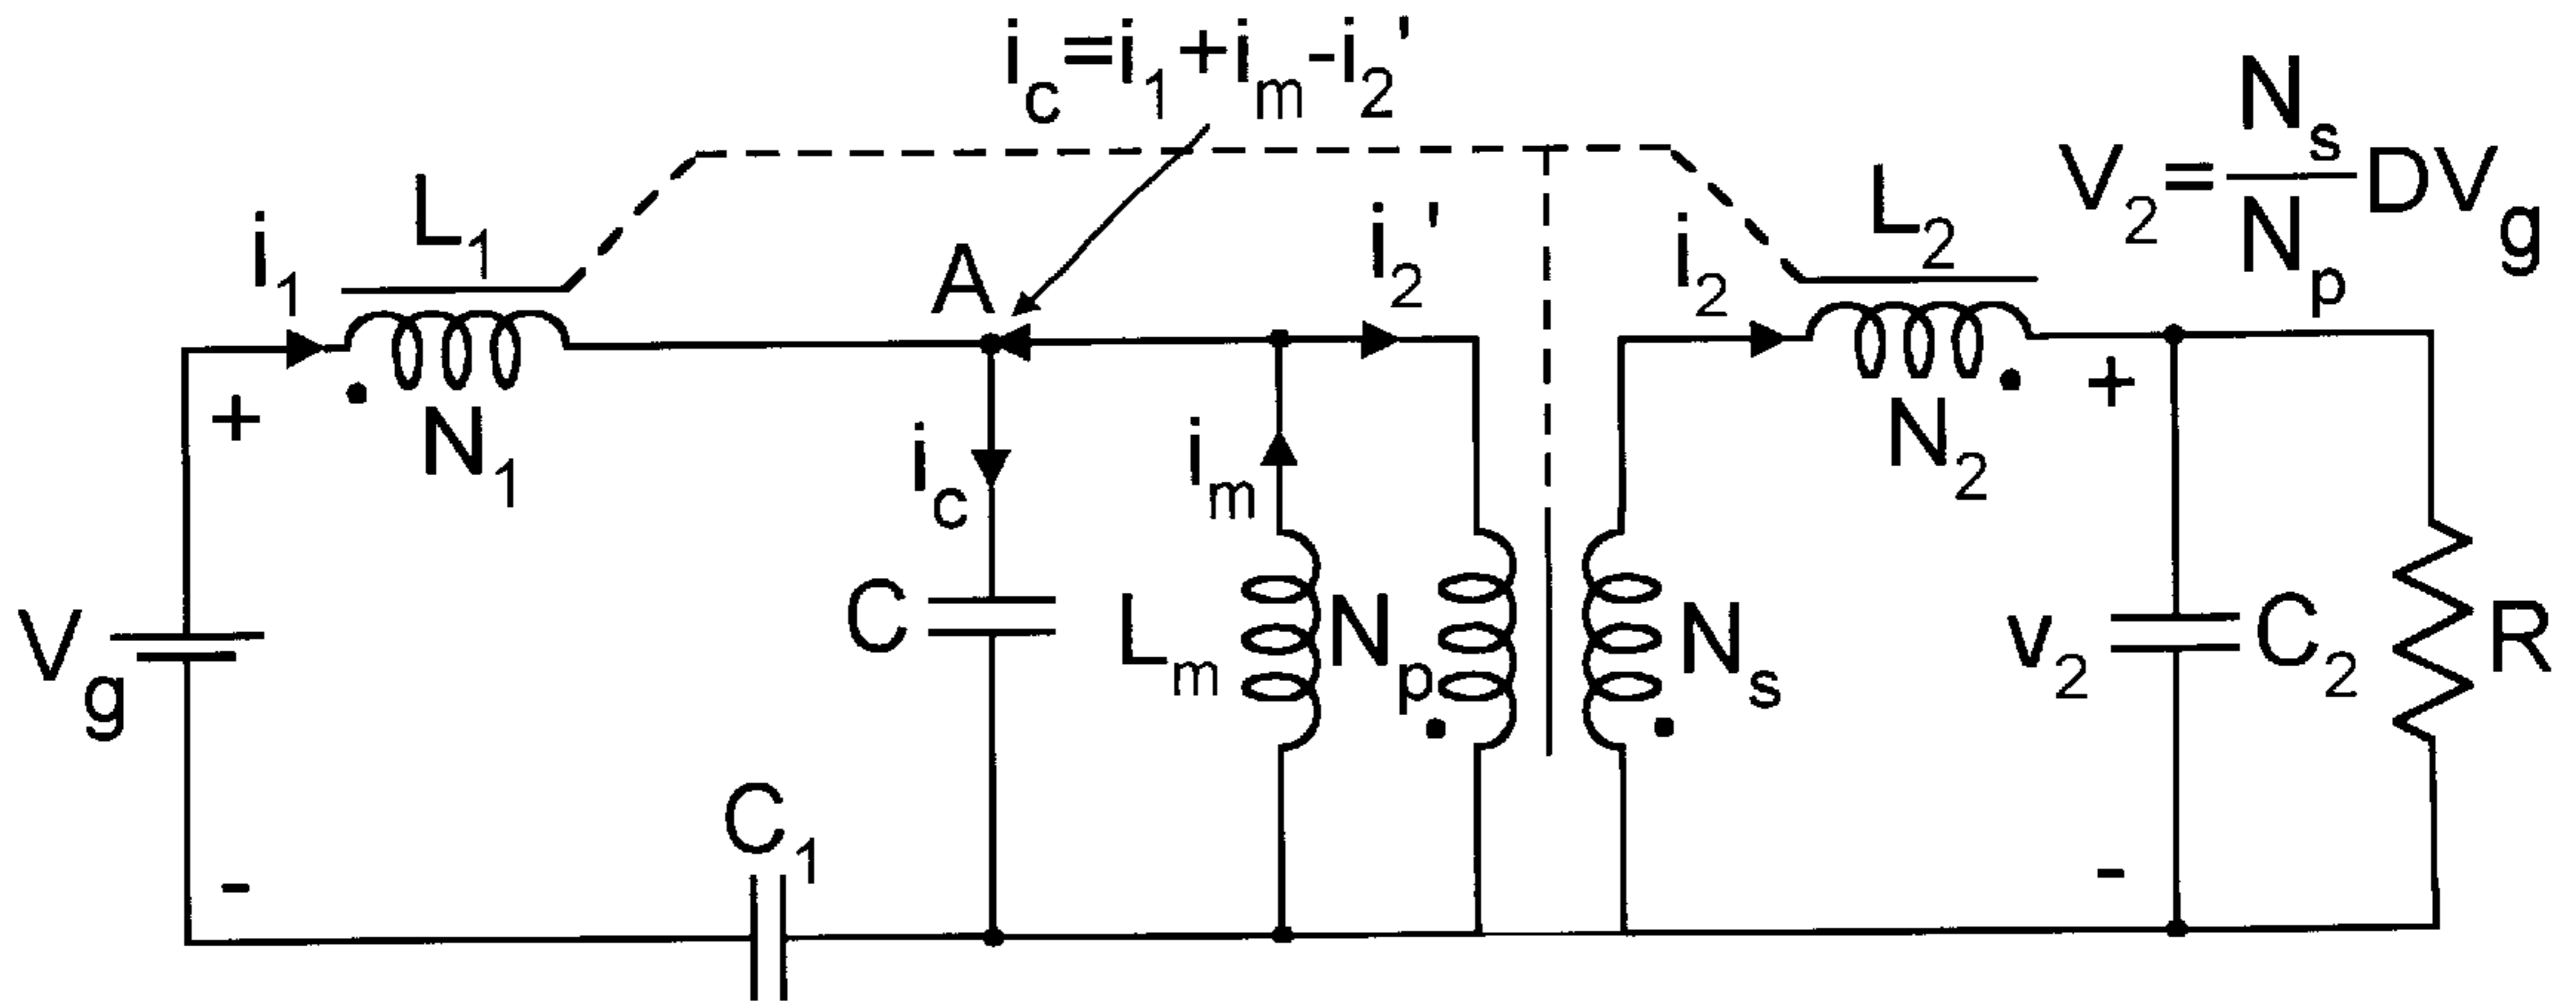 i_c=i_1+i_m-i_2'
V_2=\frac{N_s}{N_p}DV_g
L_1
L_2
i_1
A
i_2'
i_2
+
N_1
i_c
i_m
N_2
+
V_g
C
L_m
N_p
N_s
v_2
C_2
R
C_1
-
-